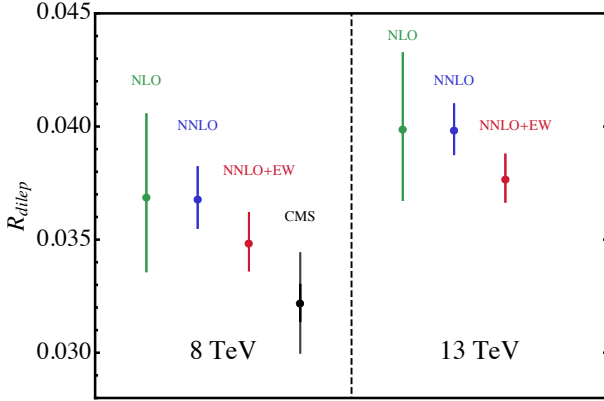 0.045
NLO
NLO
NNLO
0.040
NNLO
NNLO+EW
NNLO+EW
CMS
R_dilep
0.035
0.030
8 TeV
13 TeV